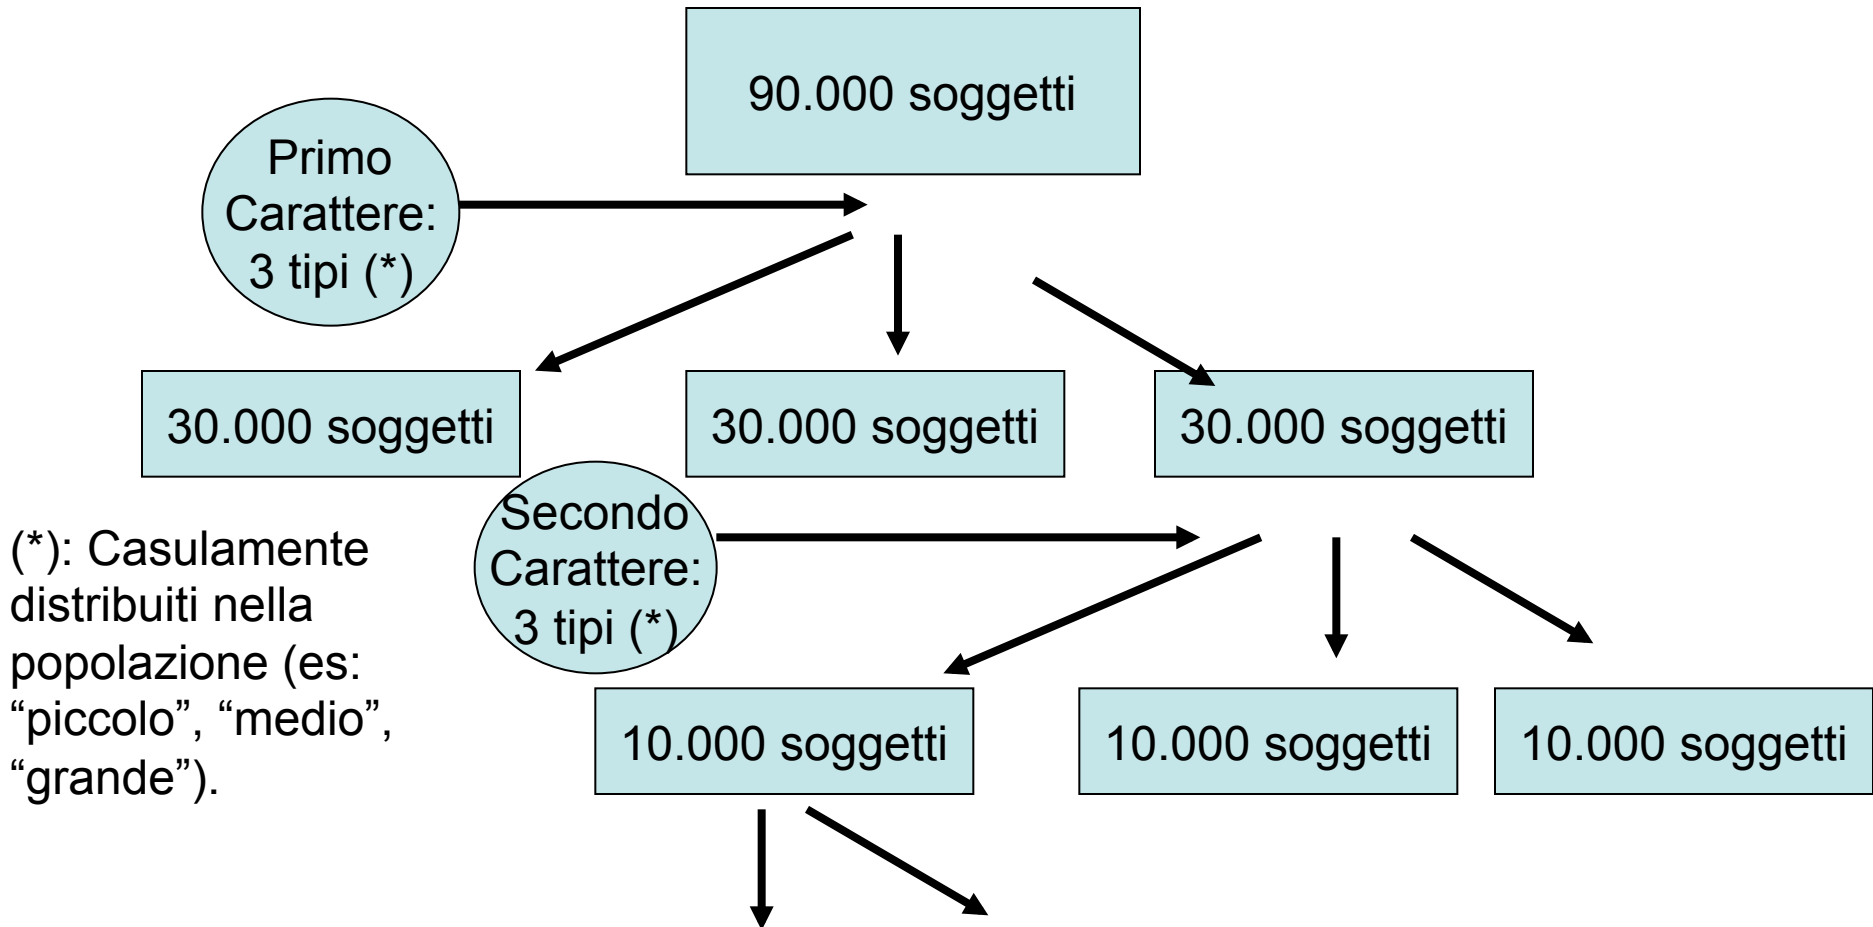 90.000 soggetti
Primo
Carattere:
3 tipi (*)
30.000 soggetti
30.000 soggetti
30.000 soggetti
Secondo
Carattere:
3 tipi (*)
(*): Casulamente
distribuiti nella
popolazione (es:
“piccolo”, “medio”,
“grande”).
10.000 soggetti
10.000 soggetti
10.000 soggetti